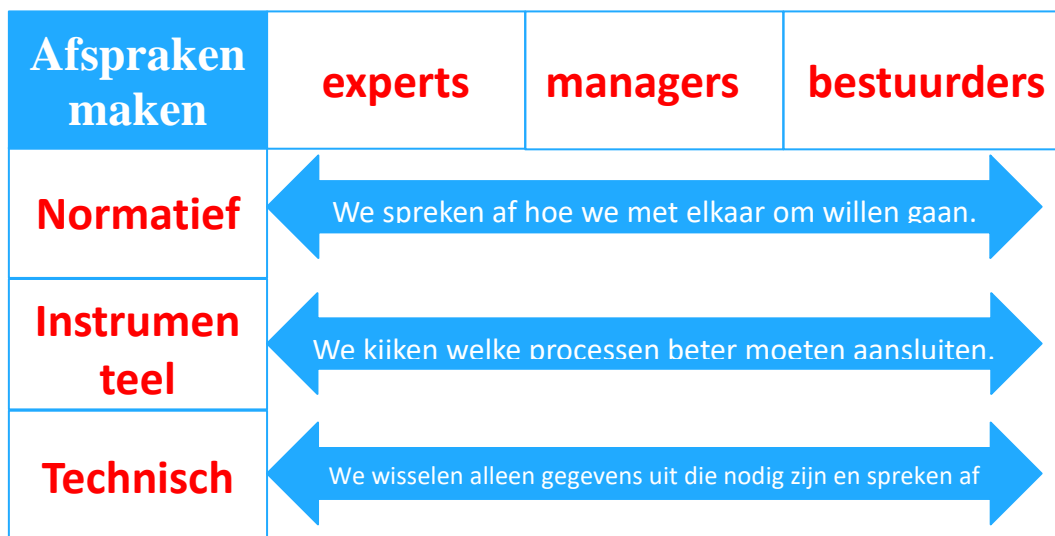 Afspraken
maken
experts
managers
bestuurders
Normatief
We spreken af hoe we met elkaar om willen gaan.
Instrumen
teel
We kijken welke processen beter moeten aansluiten.
Technisch
We wisselen alleen gegevens uit die nodig zijn en spreken af